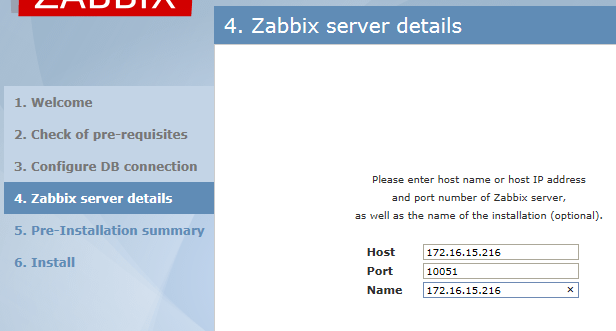 ZABBIX
4. Zabbix server details
1. Welcome
2. Check of pre-requisites
3. Configure DB connection
4. Zabbix server details
5. Pre-Installation summary
6. Install
Please enter host name or host IP address
and port number of Zabbix server,
as well as the name of the installation (optional).
Host 172.16.15.216
Port 10051
Name 172.16.15.216 ×